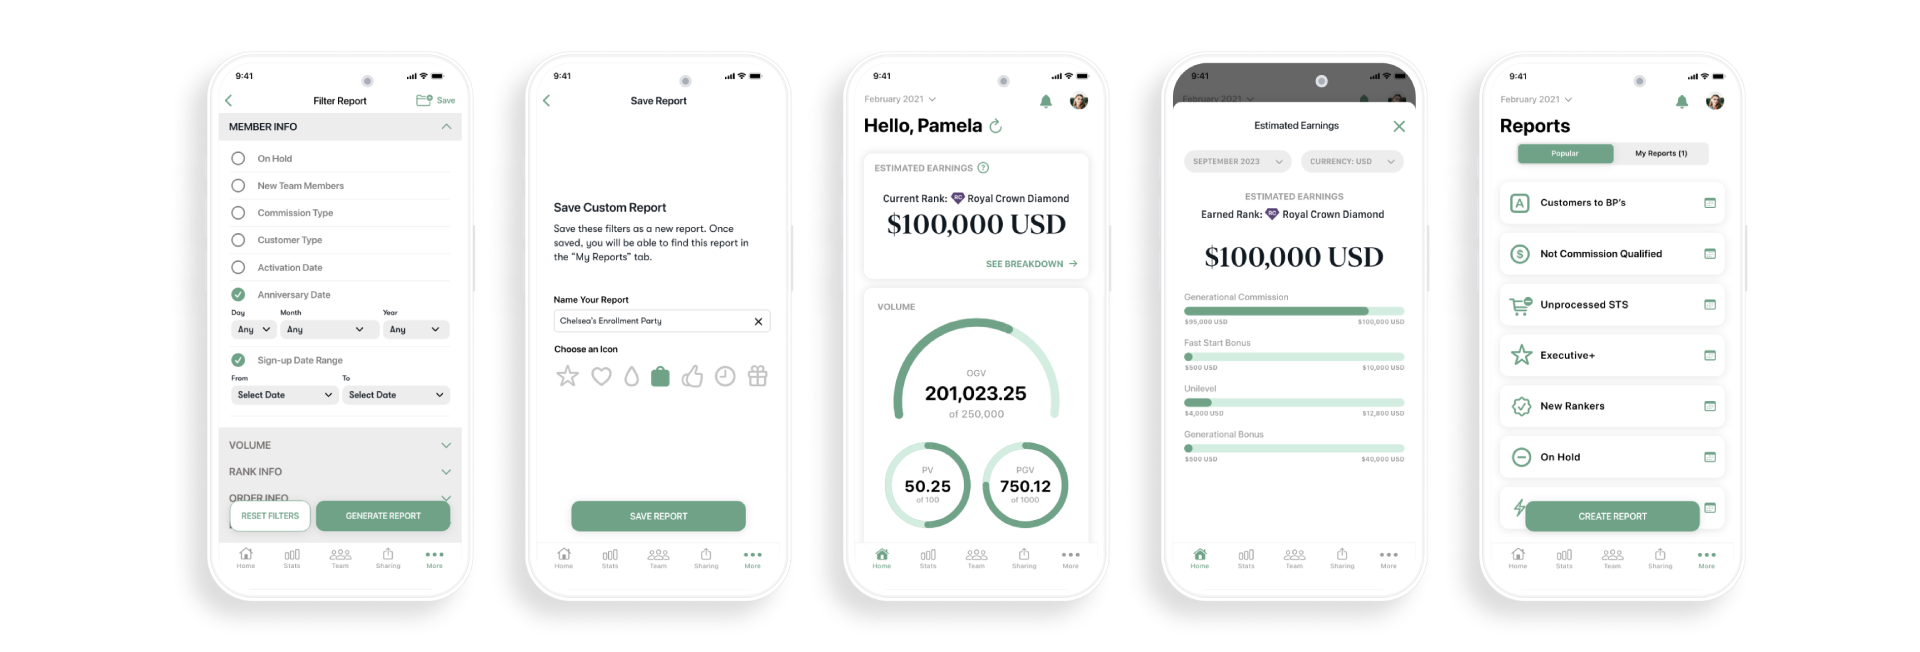 9:41
Filter Report
Save
MEMBER INFO
On Hold
New Team Members
Commission Type
Customer Type
Activation Date
Anniversary Date
Day Month Year
Any Any Any
Sign-up Date Range
From To
Select Date Select Date
VOLUME
RANK INFO
ORDER INFO
RESET FILTERS GENERATE REPORT
Home Stats Team Sharing More
9:41
Save Report
Save Custom Report
Save these filters as a new report. Once
saved, you will be able to find this report in
the “My Reports” tab.
Name Your Report
Chelsea's Enrollment Party
Choose an Icon
SAVE REPORT
Home Stats Team Sharing More
9:41
February 2021
Hello, Pamela
ESTIMATED EARNINGS ?
Current Rank: RC Royal Crown Diamond
$100,000 USD
SEE BREAKDOWN
VOLUME
OGV
201,023.25
of 250,000
PV
50.25
of 100
PGV
750.12
of 1000
Home Stats Team Sharing More
9:41
February 2021
Estimated Earnings
SEPTEMBER 2023 CURRENCY: USD
ESTIMATED EARNINGS
Earned Rank: RC Royal Crown Diamond
$100,000 USD
Generational Commission
$95,000 USD $100,000 USD
Fast Start Bonus
$500 USD $10,000 USD
Unilevel
$4,000 USD $12,800 USD
Generational Bonus
$500 USD $40,000 USD
Home Stats Team Sharing More
9:41
February 2021
Reports
Popular My Reports (1)
A Customers to BP's
$ Not Commission Qualified
Unprocessed STS
Executive+
New Rankers
On Hold
CREATE REPORT
Home Stats Team Sharing More